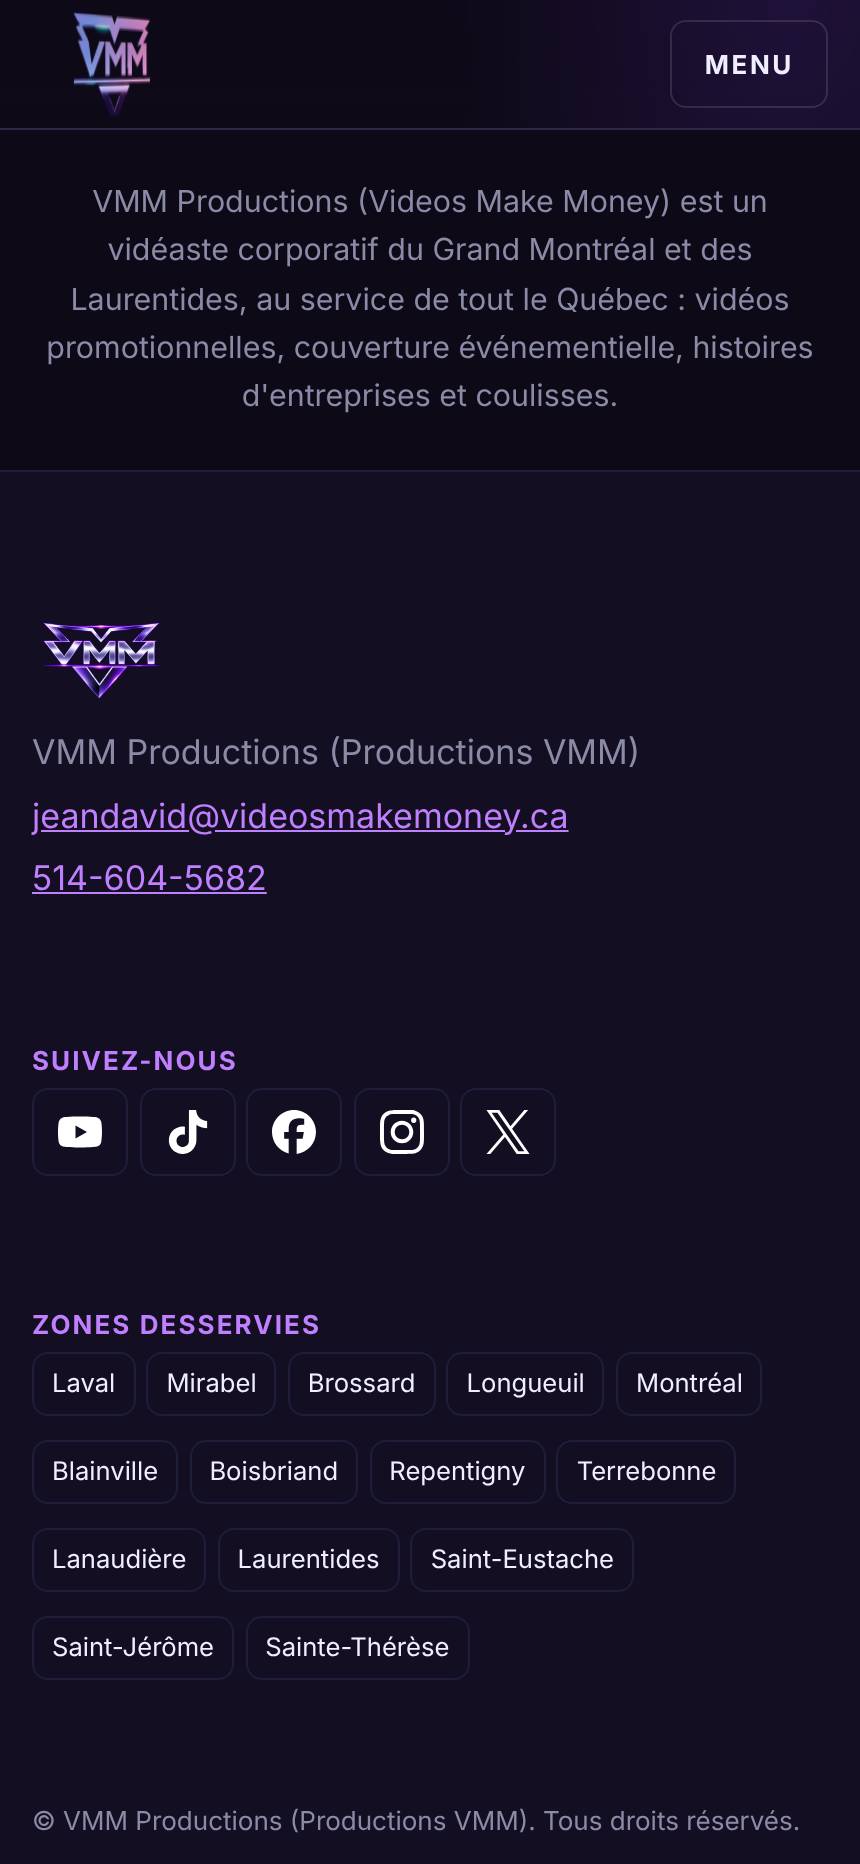 VMM
MENU
VMM Productions (Videos Make Money) est un
vidéaste corporatif du Grand Montréal et des
Laurentides, au service de tout le Québec : vidéos
promotionnelles, couverture événementielle, histoires
d'entreprises et coulisses.
VMM
VMM Productions (Productions VMM)
jeandavid@videosmakemoney.ca
514-604-5682
SUIVEZ-NOUS
ZONES DESSERVIES
Laval Mirabel Brossard Longueuil Montréal
Blainville Boisbriand Repentigny Terrebonne
Lanaudière Laurentides Saint-Eustache
Saint-Jérôme Sainte-Thérèse
© VMM Productions (Productions VMM). Tous droits réservés.